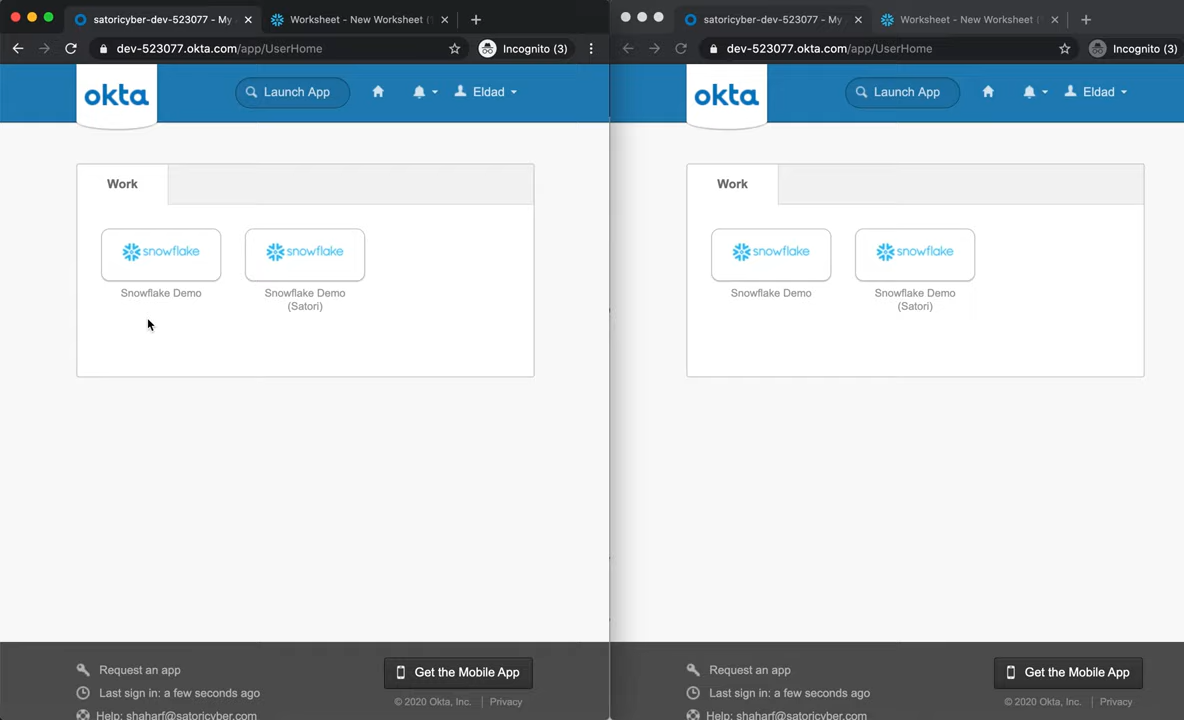 satoricyber-dev-523077 - My
Worksheet - New Worksheet (
dev-523077.okta.com/app/UserHome
Incognito (3)
okta
Launch App
Eldad
Work
snowflake
Snowflake Demo
snowflake
Snowflake Demo
(Satori)
Request an app
Last sign in: a few seconds ago
Help: shaharf@satoricyber.com
Get the Mobile App
© 2020 Okta, Inc.
Privacy
satoricyber-dev-523077 - My
Worksheet - New Worksheet (
dev-523077.okta.com/app/UserHome
Incognito (3)
okta
Launch App
Eldad
Work
snowflake
Snowflake Demo
snowflake
Snowflake Demo
(Satori)
Request an app
Last sign in: a few seconds ago
Help: shaharf@satoricyber.com
Get the Mobile App
© 2020 Okta, Inc.
Privacy